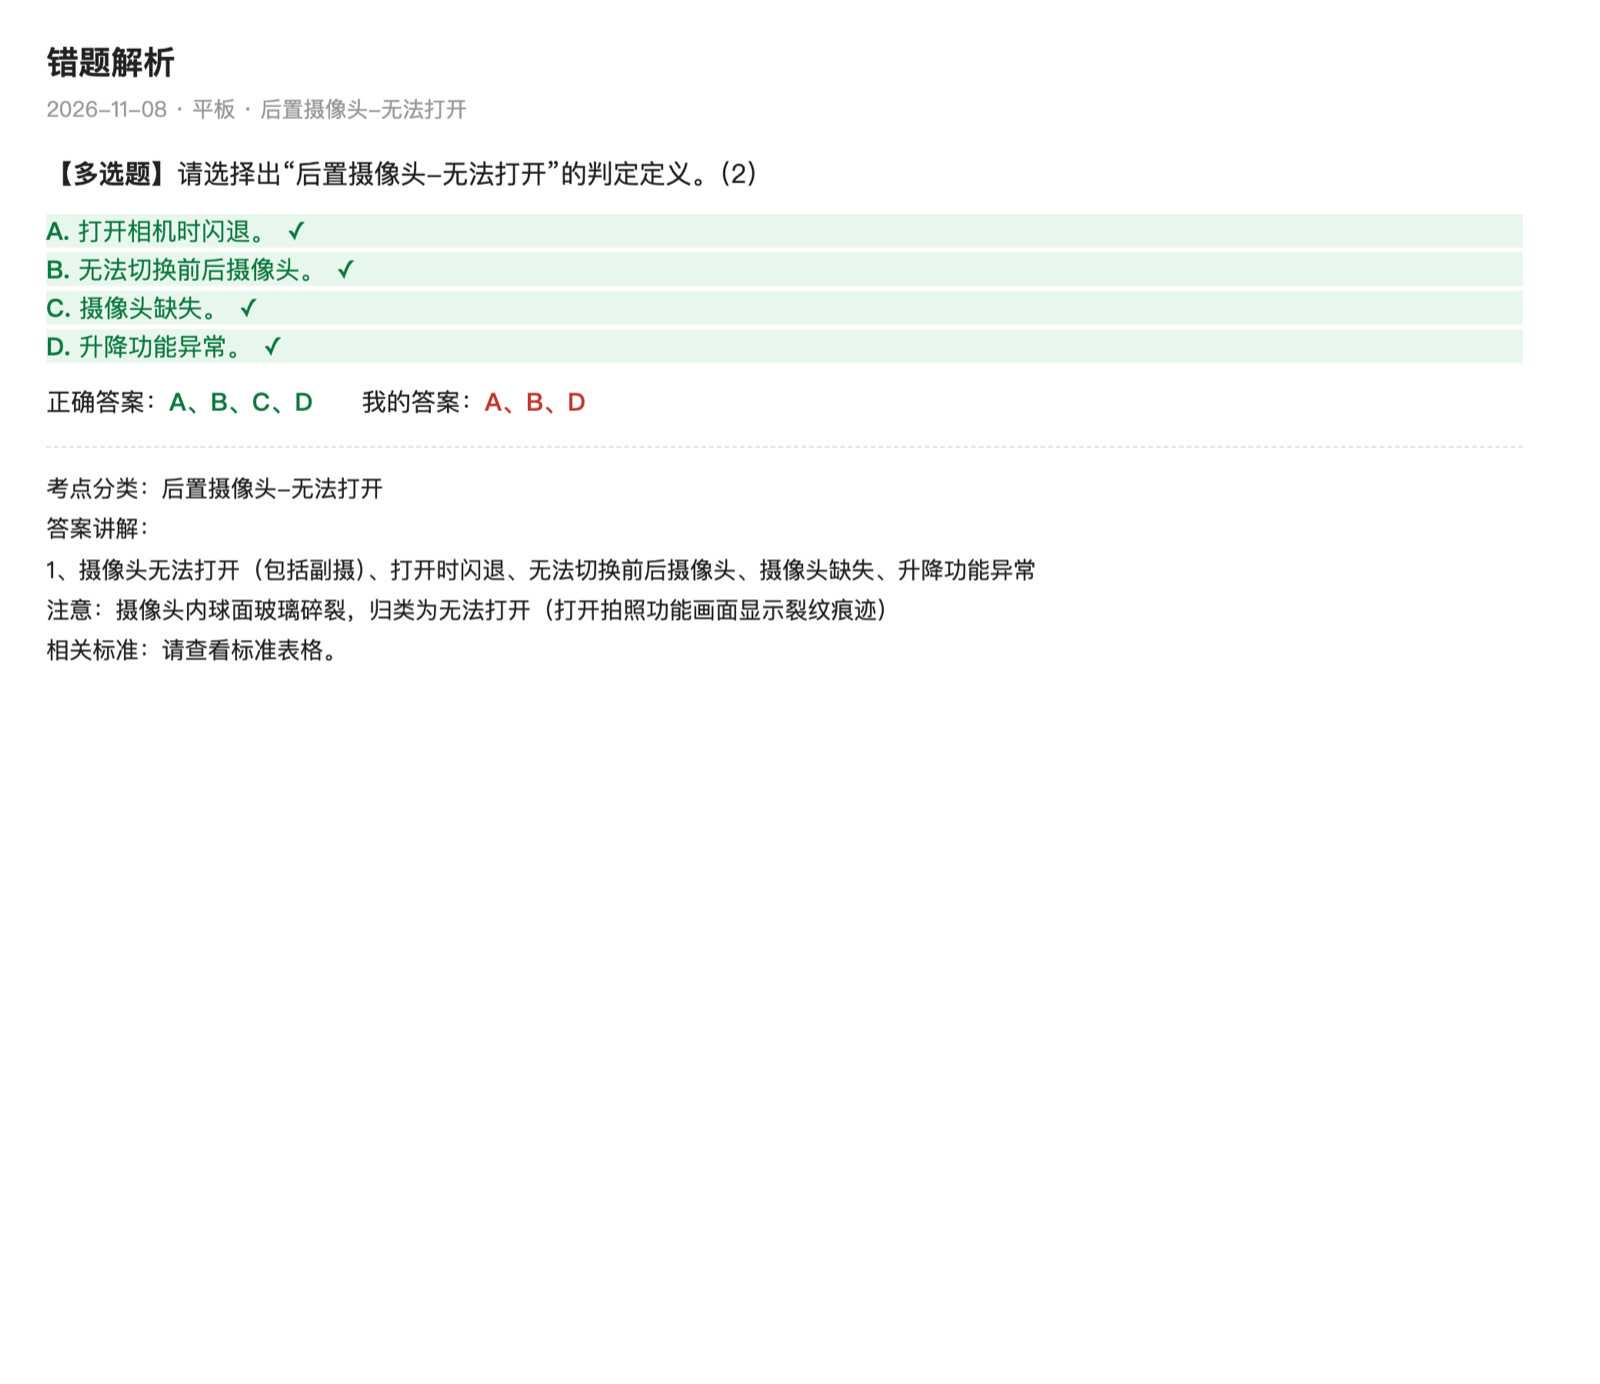 错题解析
2026-11-08 · 平板 · 后置摄像头-无法打开
【多选题】请选择出“后置摄像头-无法打开”的判定定义。（2）
A. 打开相机时闪退。 ✓
B. 无法切换前后摄像头。 ✓
C. 摄像头缺失。 ✓
D. 升降功能异常。 ✓
正确答案：A、B、C、D 我的答案：A、B、D
考点分类：后置摄像头-无法打开
答案讲解：
1、摄像头无法打开（包括副摄）、打开时闪退、无法切换前后摄像头、摄像头缺失、升降功能异常
注意：摄像头内球面玻璃碎裂，归类为无法打开（打开拍照功能画面显示裂纹痕迹）
相关标准：请查看标准表格。